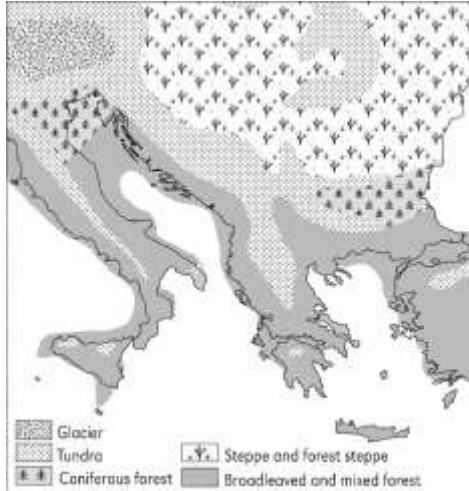 Glacier
Tundra
Coniferous forest
Steppe and forest steppe
Broadleaved and mixed forest